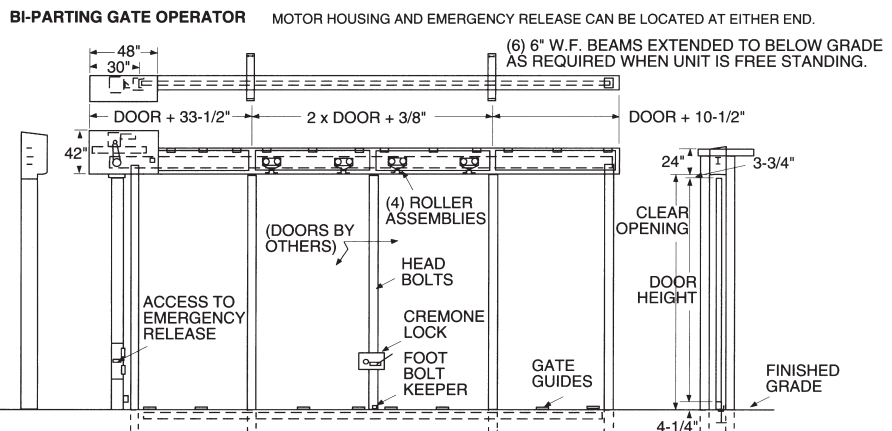 BI-PARTING GATE OPERATOR
MOTOR HOUSING AND EMERGENCY RELEASE CAN BE LOCATED AT EITHER END.
(6) 6" W.F. BEAMS EXTENDED TO BELOW GRADE
AS REQUIRED WHEN UNIT IS FREE STANDING.
48"
30"
DOOR + 33-1/2"
2 x DOOR + 3/8"
DOOR + 10-1/2"
42"
24"
3-3/4"
(4) ROLLER
ASSEMBLIES
(DOORS BY
OTHERS)
CLEAR
OPENING
HEAD
BOLTS
DOOR
HEIGHT
ACCESS TO
EMERGENCY
RELEASE
CREMONE
LOCK
FOOT
BOLT
KEEPER
GATE
GUIDES
FINISHED
GRADE
4-1/4"